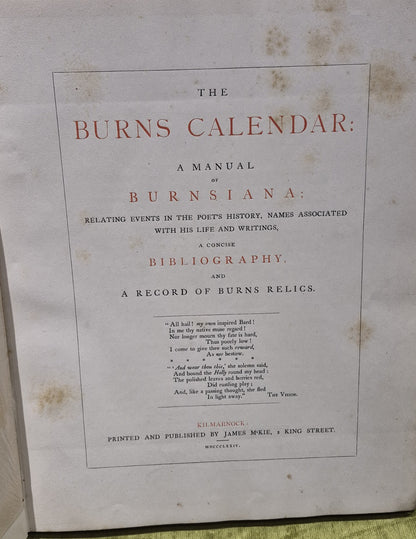 THE
BURNS CALENDAR:
A MANUAL
OF
BURNSIANA:
RELATING EVENTS IN THE POET'S HISTORY, NAMES ASSOCIATED
WITH HIS LIFE AND WRITINGS,
A CONCISE
BIBLIOGRAPHY,
AND
A RECORD OF BURNS RELICS.
"All hail! my own inspired Bard!
In me thy native muse regard!
Nor longer mourn thy fate is hard,
Thus poorly low!
I come to give thee such reward,
As we bestow.
* * * * * *
"'And wear thou this,' she solemn said,
And bound the Holly round my head:
The polished leaves and berries red,
Did rustling play;
And, like a passing thought, she fled
In light away." THE VISION.
KILMARNOCK:
PRINTED AND PUBLISHED BY JAMES M'KIE, 2 KING STREET.
MDCCCLXXIV.